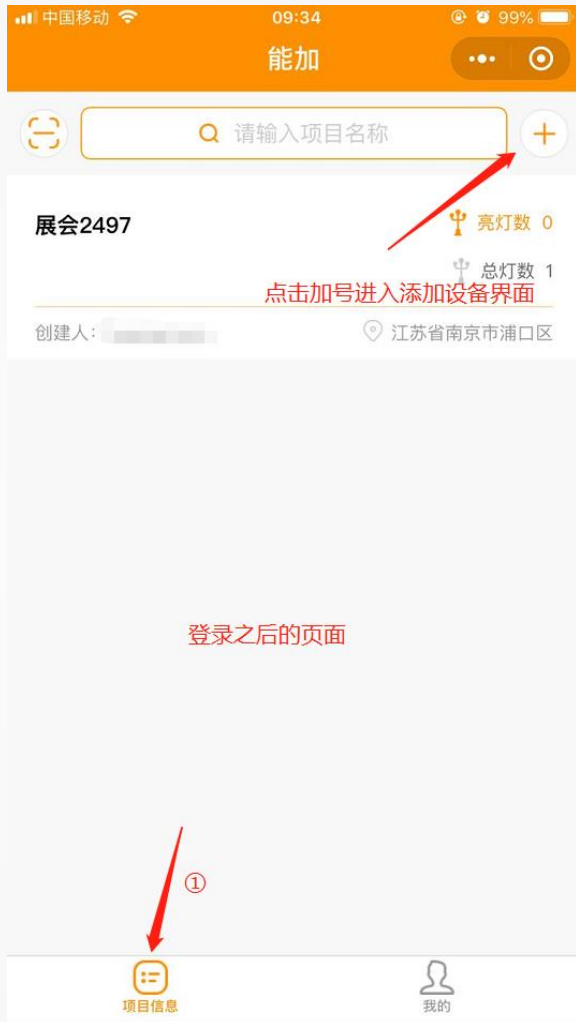 中国移动 09:34 99%
能加
请输入项目名称
展会2497 亮灯数 0
总灯数 1
点击加号进入添加设备界面
创建人: 江苏省南京市浦口区
登录之后的页面
①
项目信息 我的